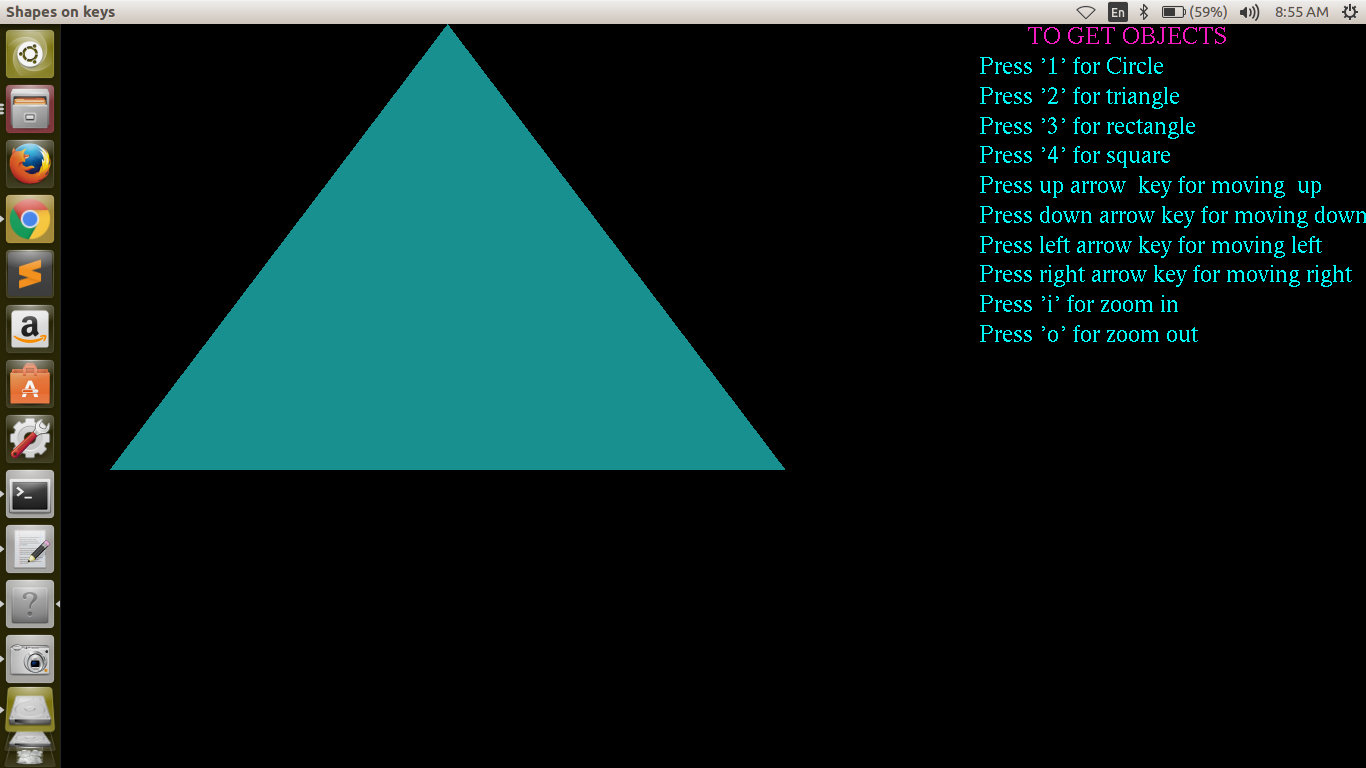 Shapes on keys
En
(59%)
8:55 AM
TO GET OBJECTS
Press ’1’ for Circle
Press ’2’ for triangle
Press ’3’ for rectangle
Press ’4’ for square
Press up arrow  key for moving  up
Press down arrow key for moving down
Press left arrow key for moving left
Press right arrow key for moving right
Press ’i’ for zoom in
Press ’o’ for zoom out
a
A
>_
?